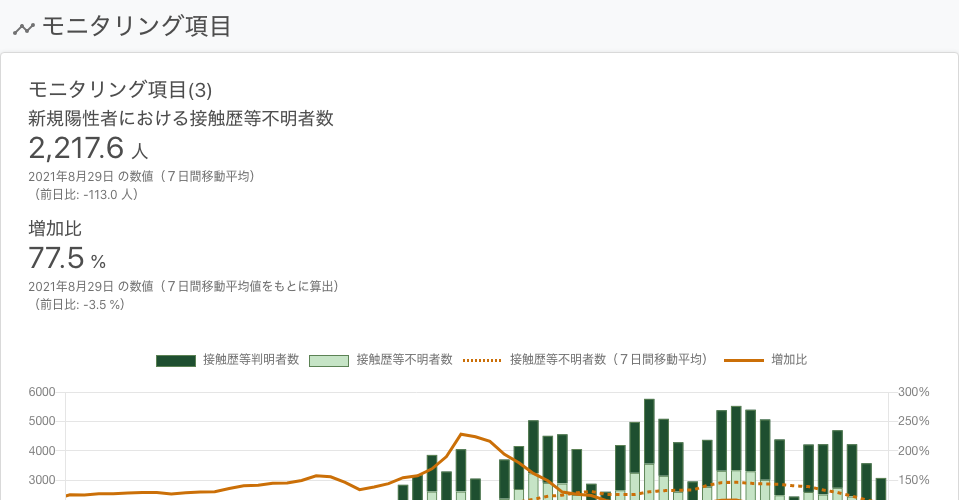 モニタリング項目
モニタリング項目(3)
新規陽性者における接触歴等不明者数
2,217.6 人
2021年8月29日 の数値（７日間移動平均）
（前日比: -113.0 人）
増加比
77.5 %
2021年8月29日 の数値（７日間移動平均値をもとに算出）
（前日比: -3.5 %）
接触歴等判明者数 接触歴等不明者数 接触歴等不明者数（７日間移動平均） 増加比
6000 300%
5000 250%
4000 200%
3000 150%